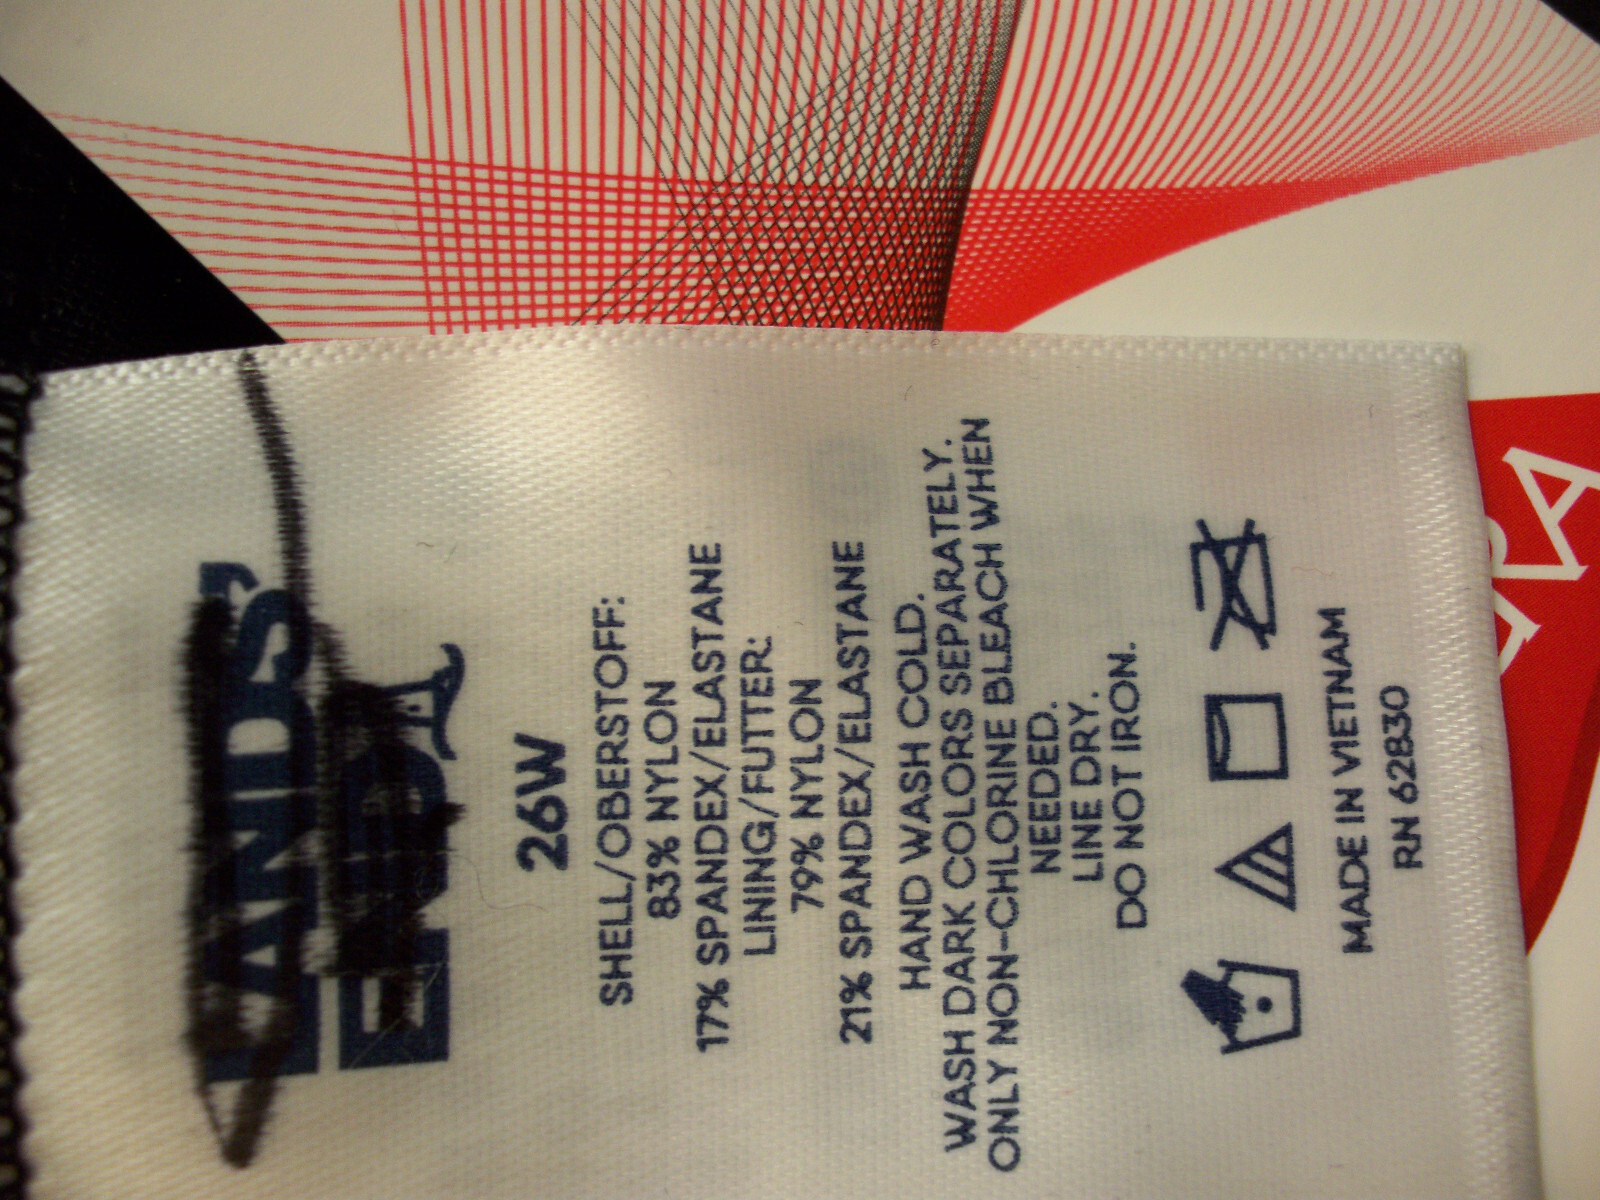 LANDS'
END
26W
SHELL/OBERSTOFF:
83% NYLON
17% SPANDEX/ELASTANE
LINING/FUTTER:
79% NYLON
21% SPANDEX/ELASTANE
HAND WASH COLD.
WASH DARK COLORS SEPARATELY.
ONLY NON-CHLORINE BLEACH WHEN
NEEDED.
LINE DRY.
DO NOT IRON.
MADE IN VIETNAM
RN 62830